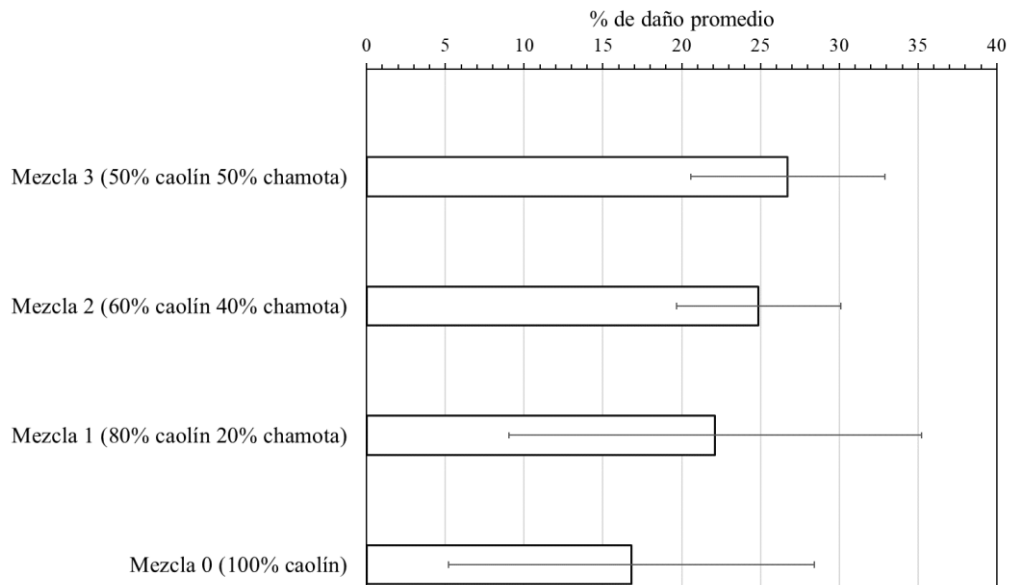 % de daño promedio
0 5 10 15 20 25 30 35 40
Mezcla 3 (50% caolín 50% chamota)
Mezcla 2 (60% caolín 40% chamota)
Mezcla 1 (80% caolín 20% chamota)
Mezcla 0 (100% caolín)